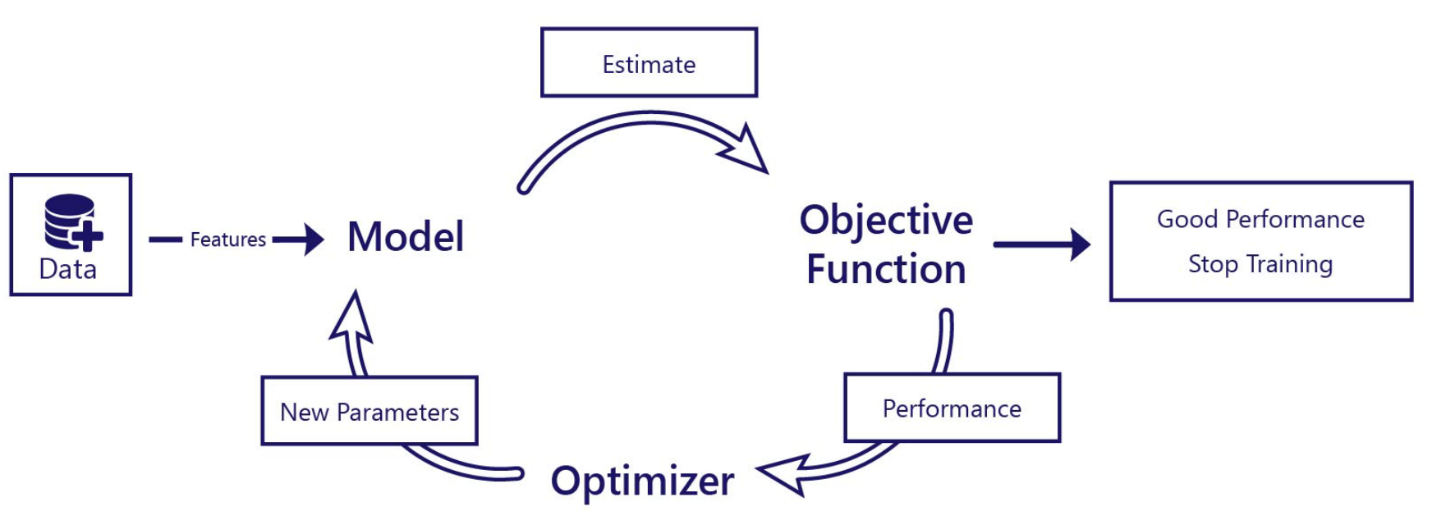 Estimate
Data
Features
Model
Objective
Function
Good Performance
Stop Training
New Parameters
Performance
Optimizer